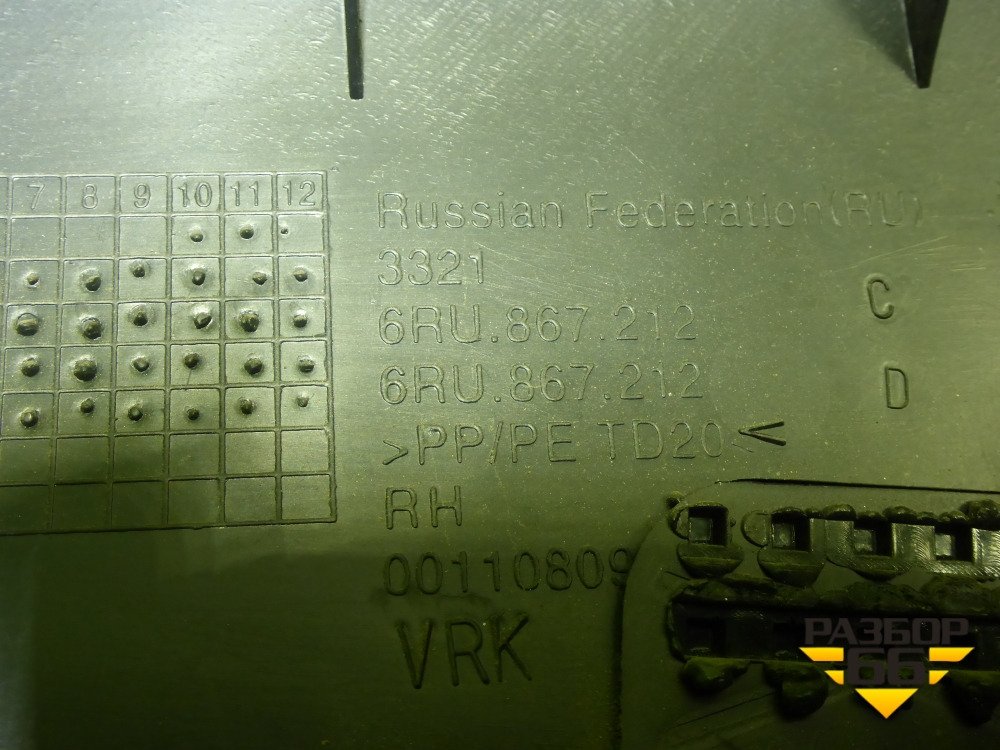 7 8 9 10 11 12
Russian Federation(RU)
3321
6RU.867.212 C
6RU.867.212 D
>PP/PE TD20<
RH
00110809
VRK
РАЗБОР
66